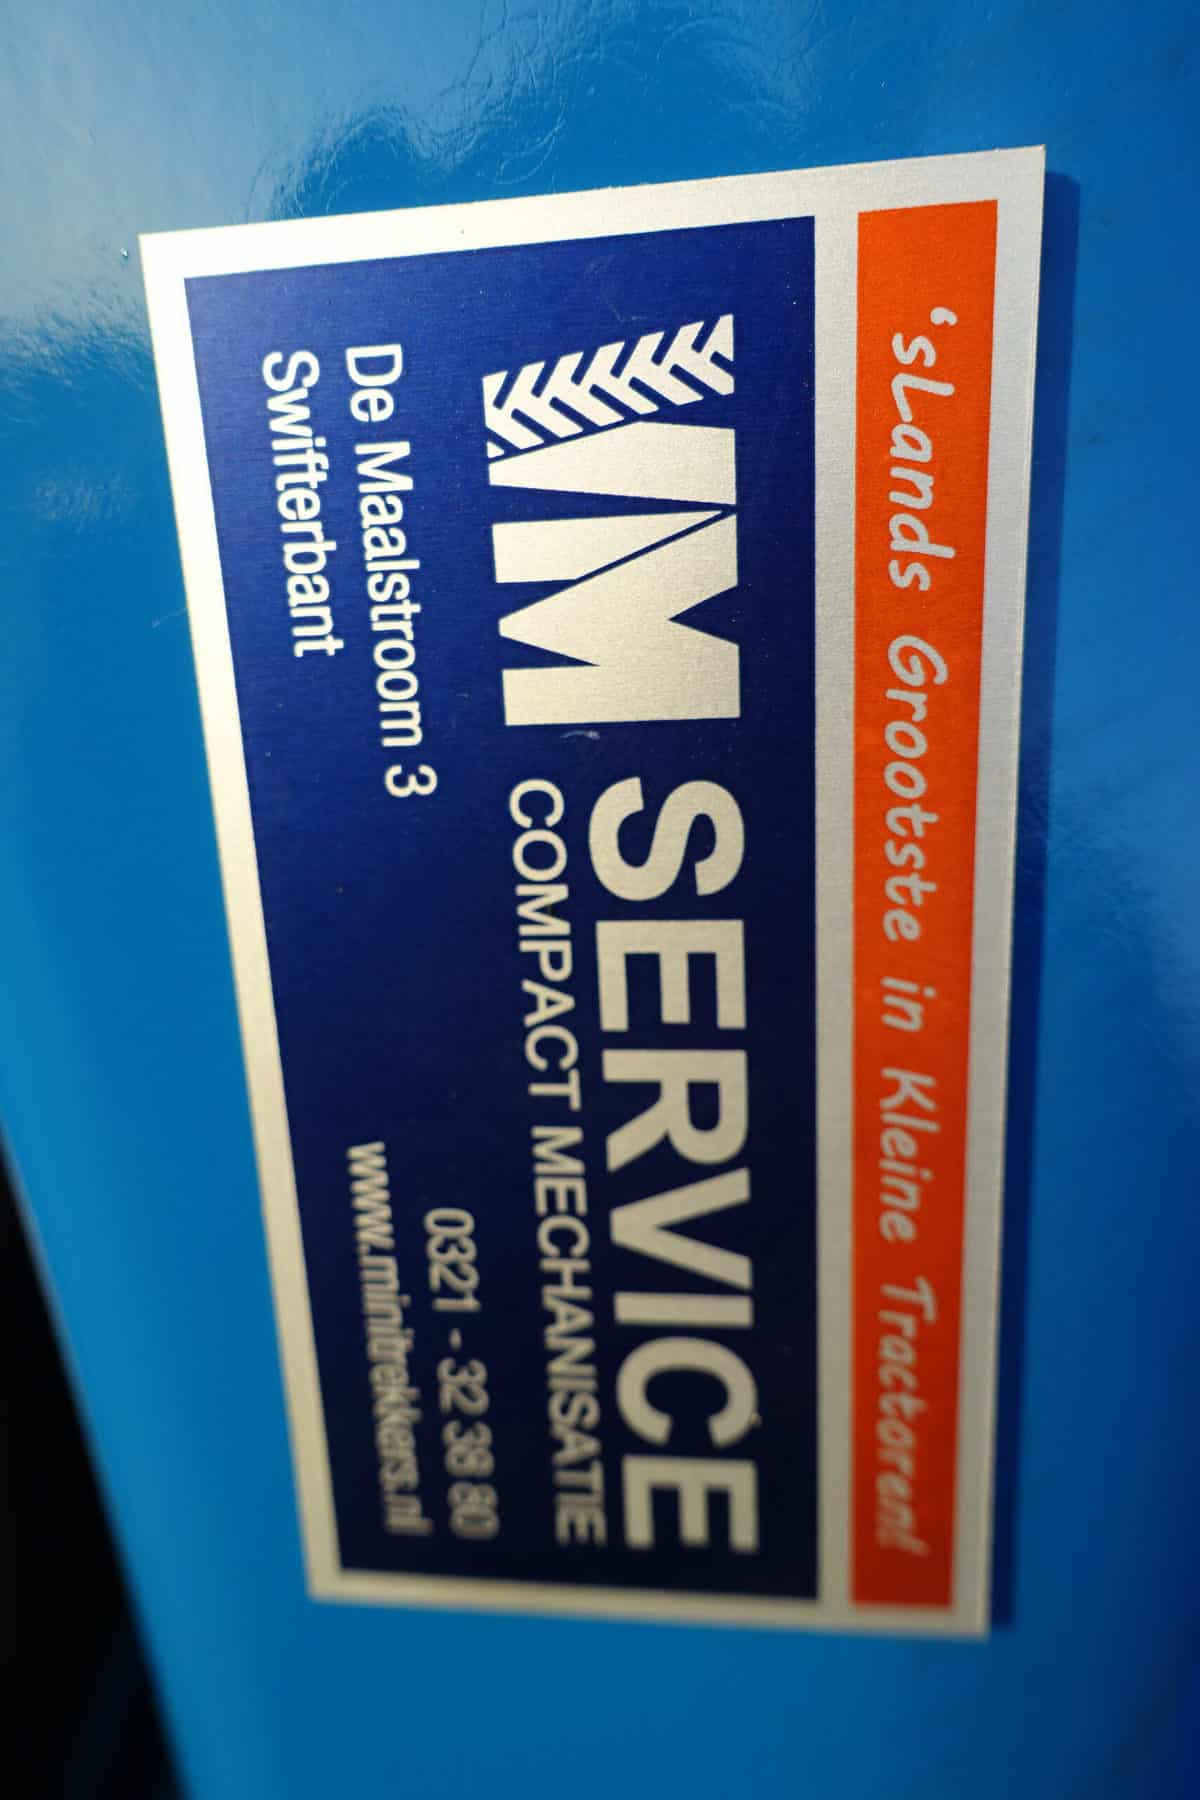 'sLands Grootste in Kleine Tractoren!
WM SERVICE
COMPACT MECHANISATIE
De Maalstroom 3
Swifterbant
0321 - 32 38 80
www.minitrekkers.nl